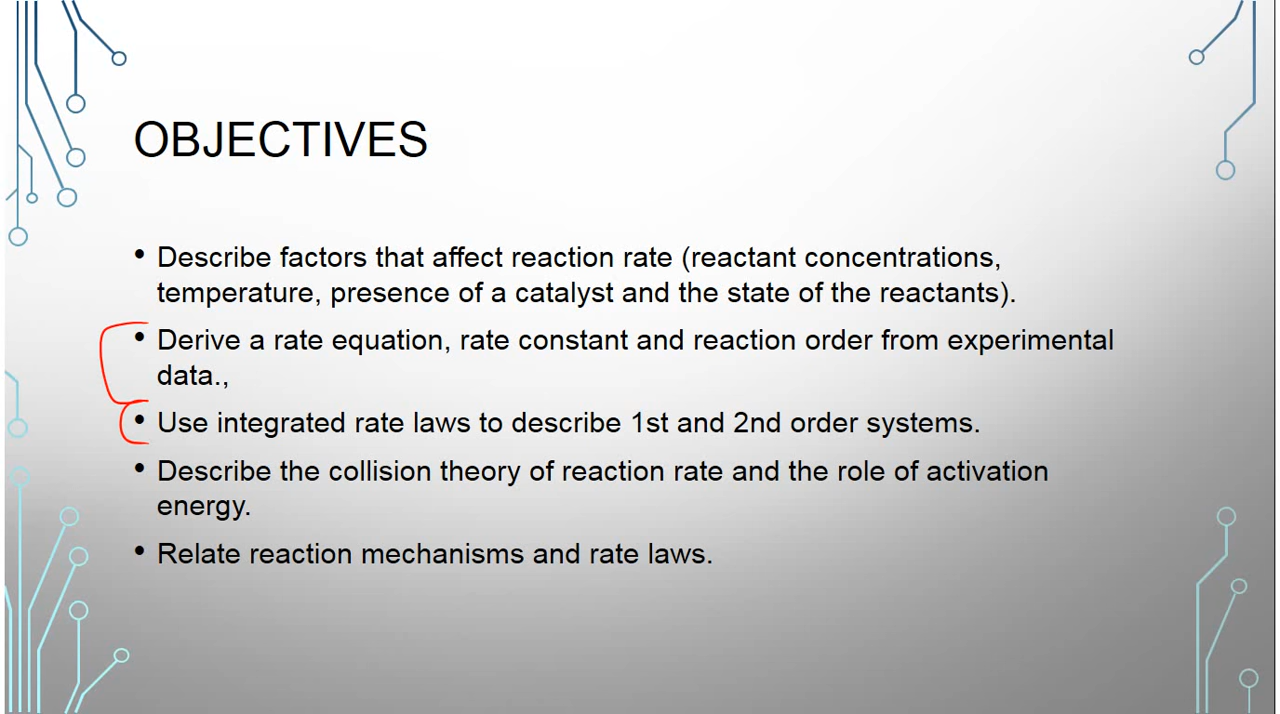 OBJECTIVES
• Describe factors that affect reaction rate (reactant concentrations,
temperature, presence of a catalyst and the state of the reactants).
• Derive a rate equation, rate constant and reaction order from experimental
data.,
• Use integrated rate laws to describe 1st and 2nd order systems.
• Describe the collision theory of reaction rate and the role of activation
energy.
• Relate reaction mechanisms and rate laws.